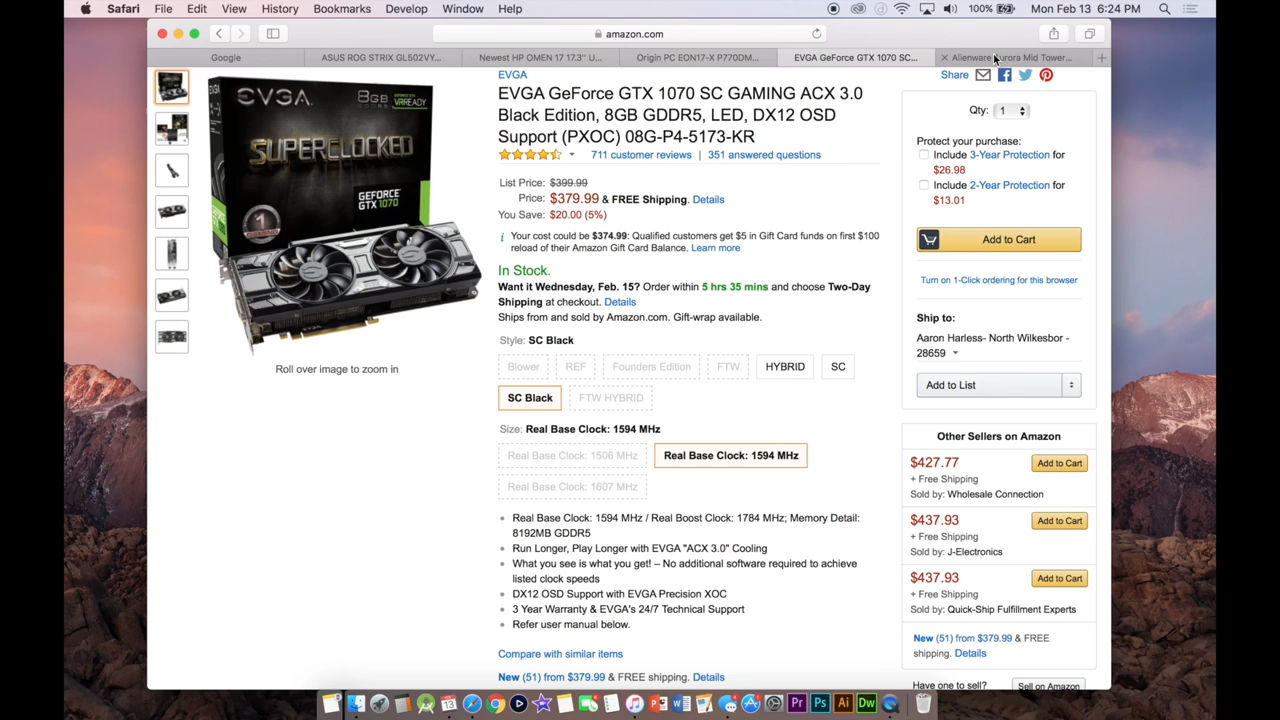 Safari File Edit View History Bookmarks Develop Window Help 100% Mon Feb 13 6:24 PM
amazon.com
Google ASUS ROG STRIX GL502VY... Newest HP OMEN 17 17.3" U... Origin PC EON17-X P770DM... EVGA GeForce GTX 1070 SC... Alienware Aurora Mid Tower...
EVGA
EVGA GeForce GTX 1070 SC GAMING ACX 3.0
Black Edition, 8GB GDDR5, LED, DX12 OSD
Support (PXOC) 08G-P4-5173-KR
711 customer reviews | 351 answered questions
List Price: $399.99
Price: $379.99 & FREE Shipping. Details
You Save: $20.00 (5%)
Your cost could be $374.99: Qualified customers get $5 in Gift Card funds on first $100
reload of their Amazon Gift Card Balance. Learn more
In Stock.
Want it Wednesday, Feb. 15? Order within 5 hrs 35 mins and choose Two-Day
Shipping at checkout. Details
Ships from and sold by Amazon.com. Gift-wrap available.
Style: SC Black
Blower REF Founders Edition FTW HYBRID SC
SC Black FTW HYBRID
Size: Real Base Clock: 1594 MHz
Real Base Clock: 1506 MHz Real Base Clock: 1594 MHz
Real Base Clock: 1607 MHz
Real Base Clock: 1594 MHz / Real Boost Clock: 1784 MHz; Memory Detail:
8192MB GDDR5
Run Longer, Play Longer with EVGA "ACX 3.0" Cooling
What you see is what you get! – No additional software required to achieve
listed clock speeds
DX12 OSD Support with EVGA Precision XOC
3 Year Warranty & EVGA's 24/7 Technical Support
Refer user manual below.
Compare with similar items
New (51) from $379.99 & FREE shipping. Details
EVGA
8GB
GDDR5
VR READY
SUPERCLOCKED
GEFORCE
GTX 1070
Roll over image to zoom in
Share
Qty: 1
Protect your purchase:
Include 3-Year Protection for
$26.98
Include 2-Year Protection for
$13.01
Add to Cart
Turn on 1-Click ordering for this browser
Ship to:
Aaron Harless- North Wilkesbor -
28659
Add to List
Other Sellers on Amazon
$427.77 Add to Cart
+ Free Shipping
Sold by: Wholesale Connection
$437.93 Add to Cart
+ Free Shipping
Sold by: J-Electronics
$437.93 Add to Cart
+ Free Shipping
Sold by: Quick-Ship Fulfillment Experts
New (51) from $379.99 & FREE
shipping. Details
Have one to sell? Sell on Amazon
13 Pr Ps Ai Dw